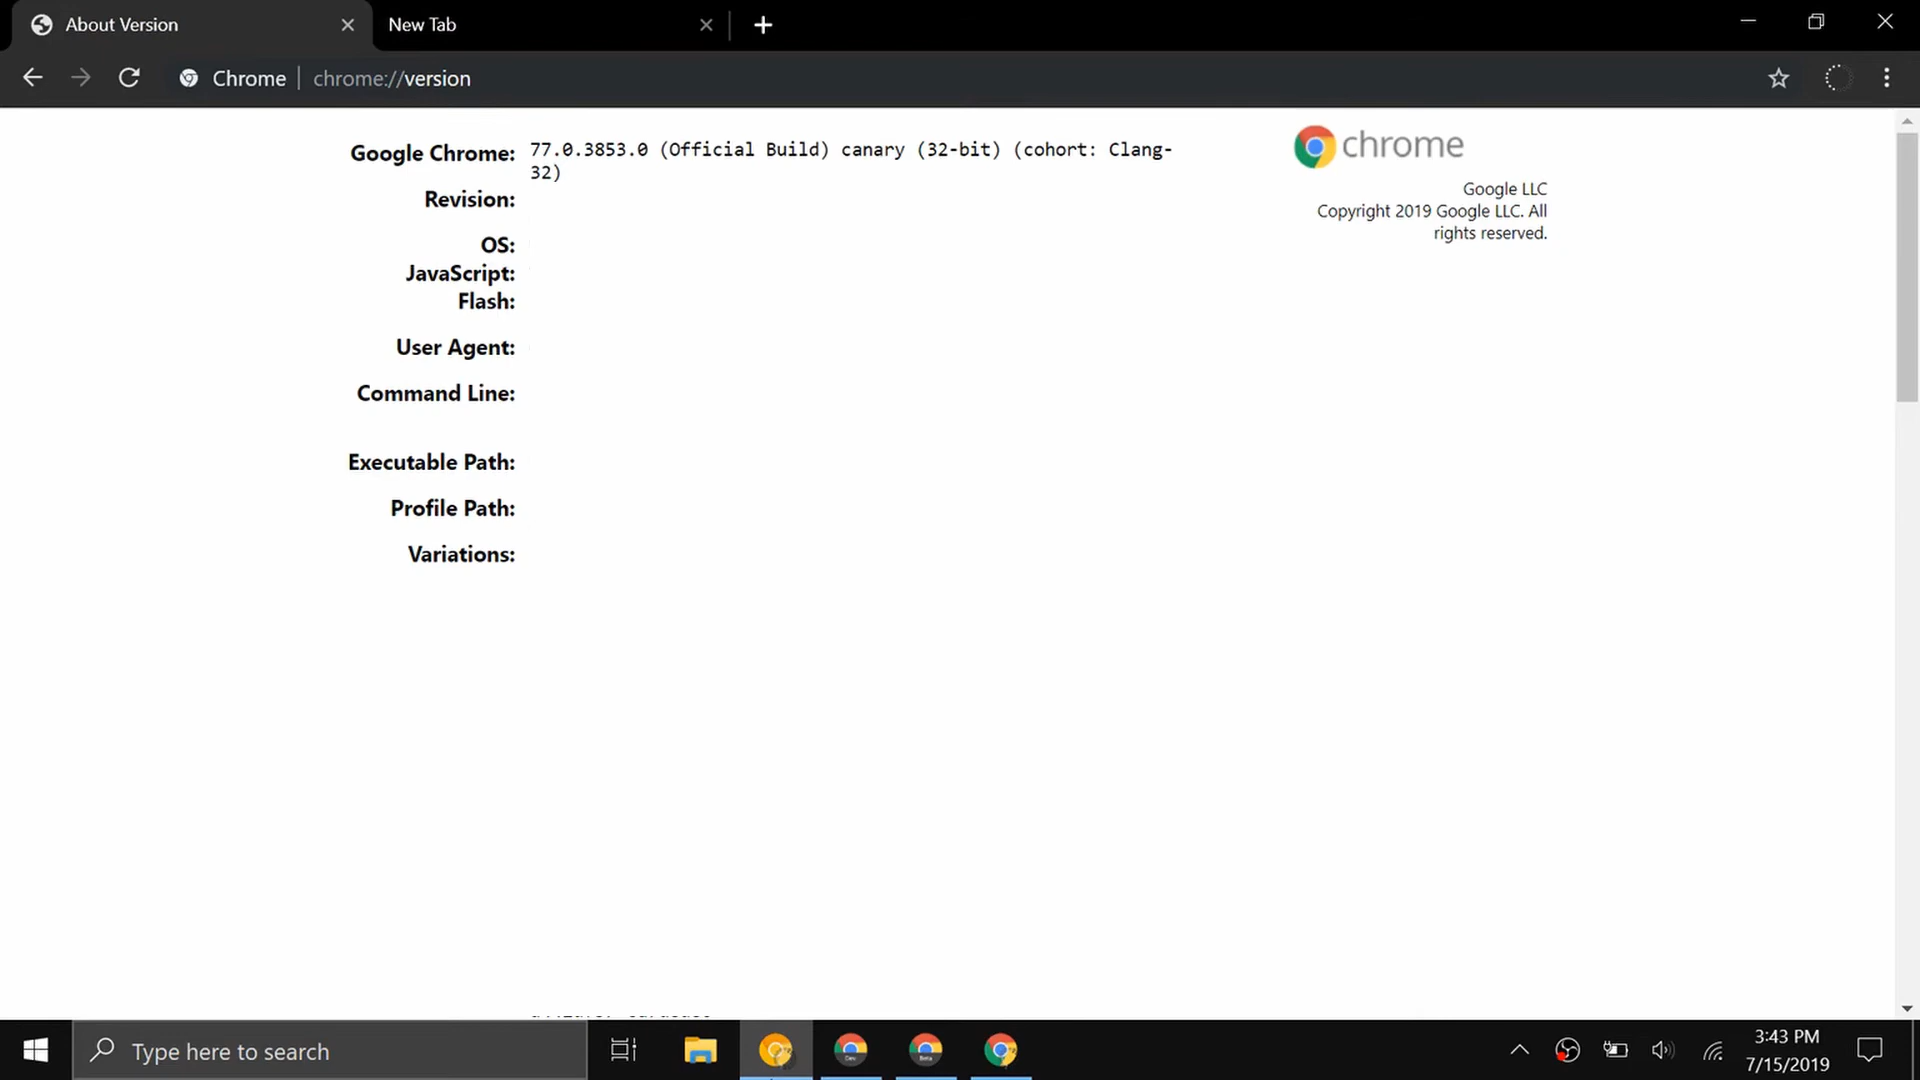 About Version
New Tab
Chrome
chrome://version
Google Chrome: 77.0.3853.0 (Official Build) canary (32-bit) (cohort: Clang-
32)
Revision:
OS:
JavaScript:
Flash:
User Agent:
Command Line:
Executable Path:
Profile Path:
Variations:
chrome
Google LLC
Copyright 2019 Google LLC. All
rights reserved.
Type here to search
Dev
Beta
3:43 PM
7/15/2019